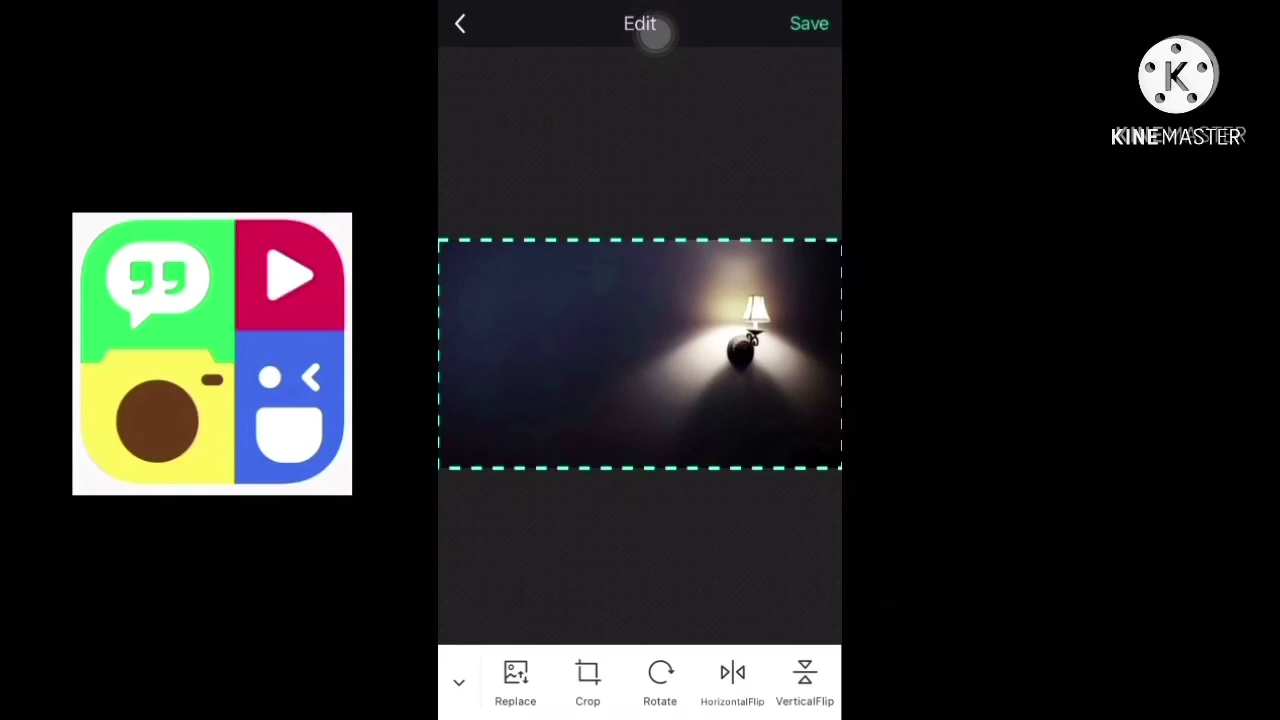 Edit
Save
KINEMASTER
Replace
Crop
Rotate
HorizontalFlip
VerticalFlip